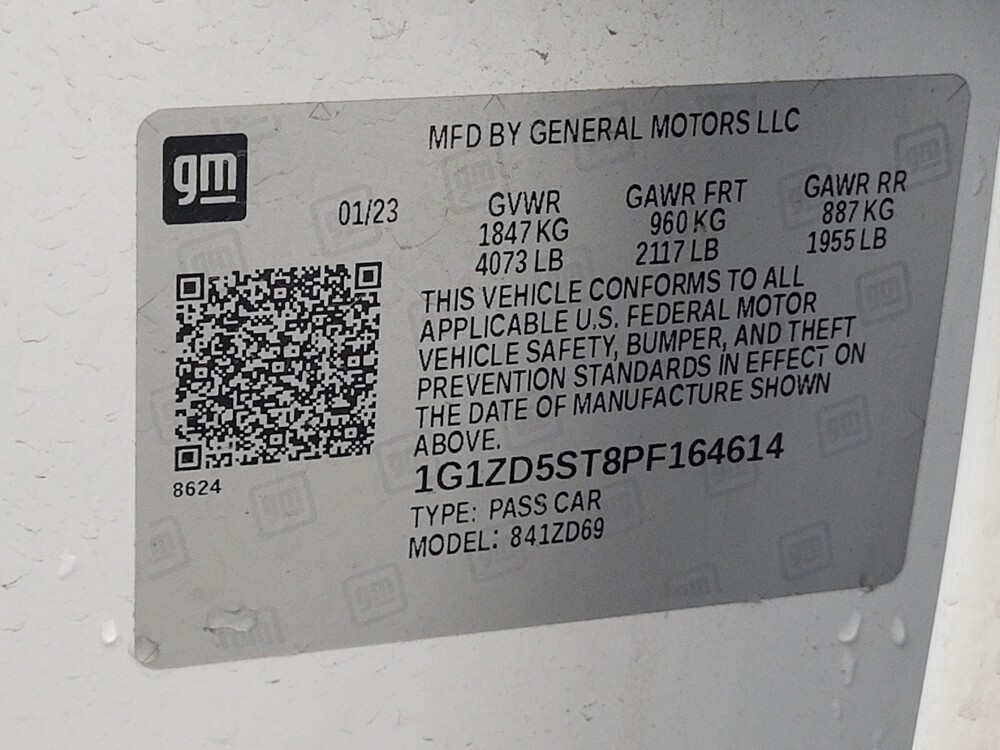 gm
MFD BY GENERAL MOTORS LLC
01/23
GVWR
1847 KG
4073 LB
GAWR FRT
960 KG
2117 LB
GAWR RR
887 KG
1955 LB
THIS VEHICLE CONFORMS TO ALL
APPLICABLE U.S. FEDERAL MOTOR
VEHICLE SAFETY, BUMPER, AND THEFT
PREVENTION STANDARDS IN EFFECT ON
THE DATE OF MANUFACTURE SHOWN
ABOVE.
1G1ZD5ST8PF164614
TYPE: PASS CAR
MODEL: 841ZD69
8624